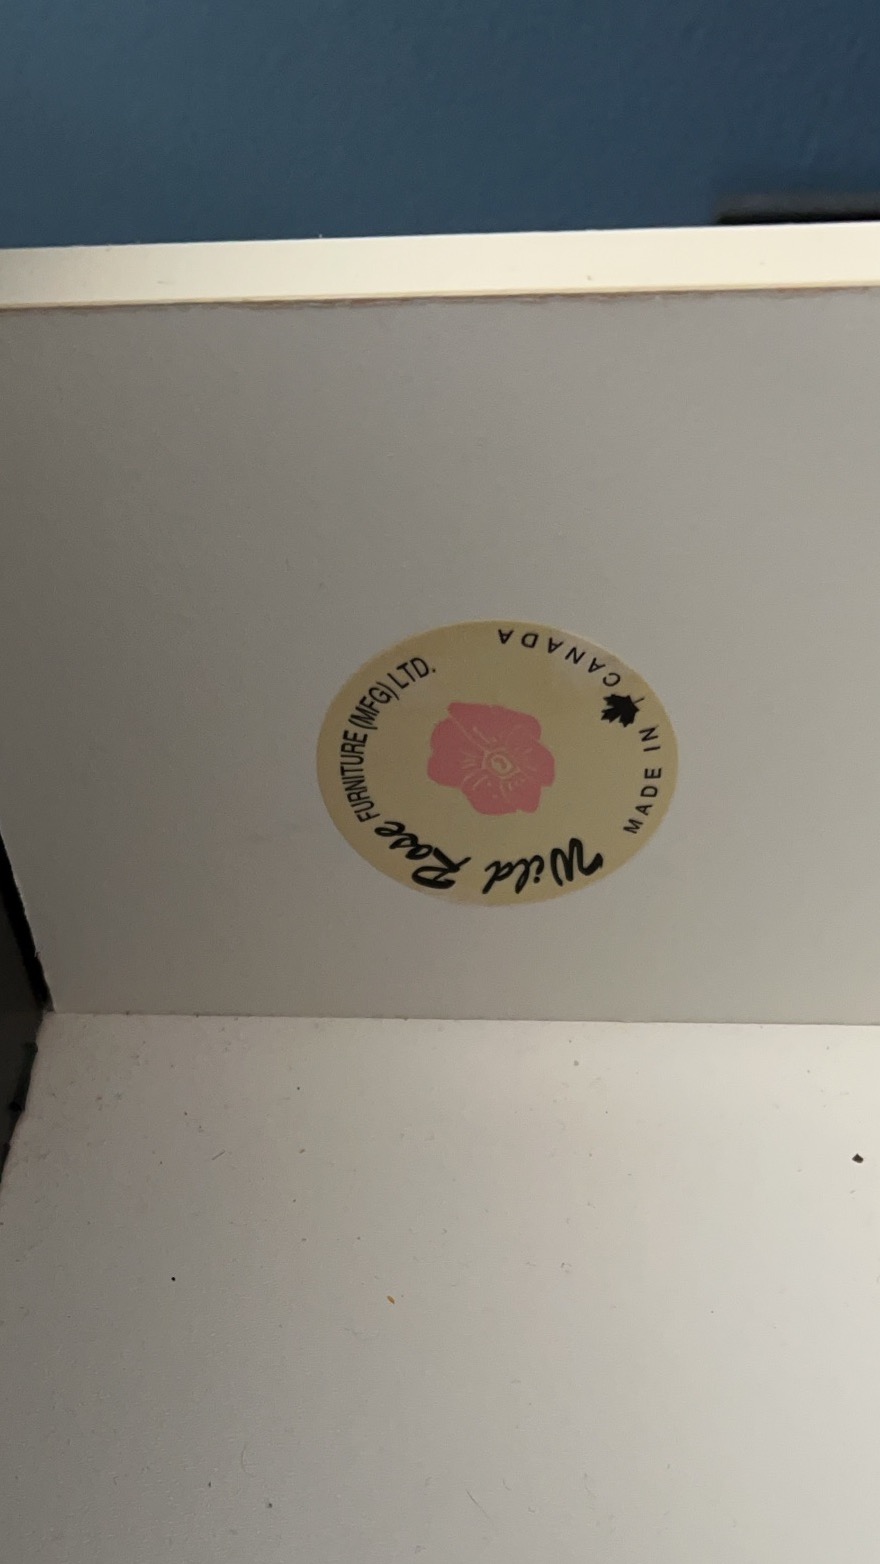 Wild Rose FURNITURE (MFG) LTD.
MADE IN CANADA